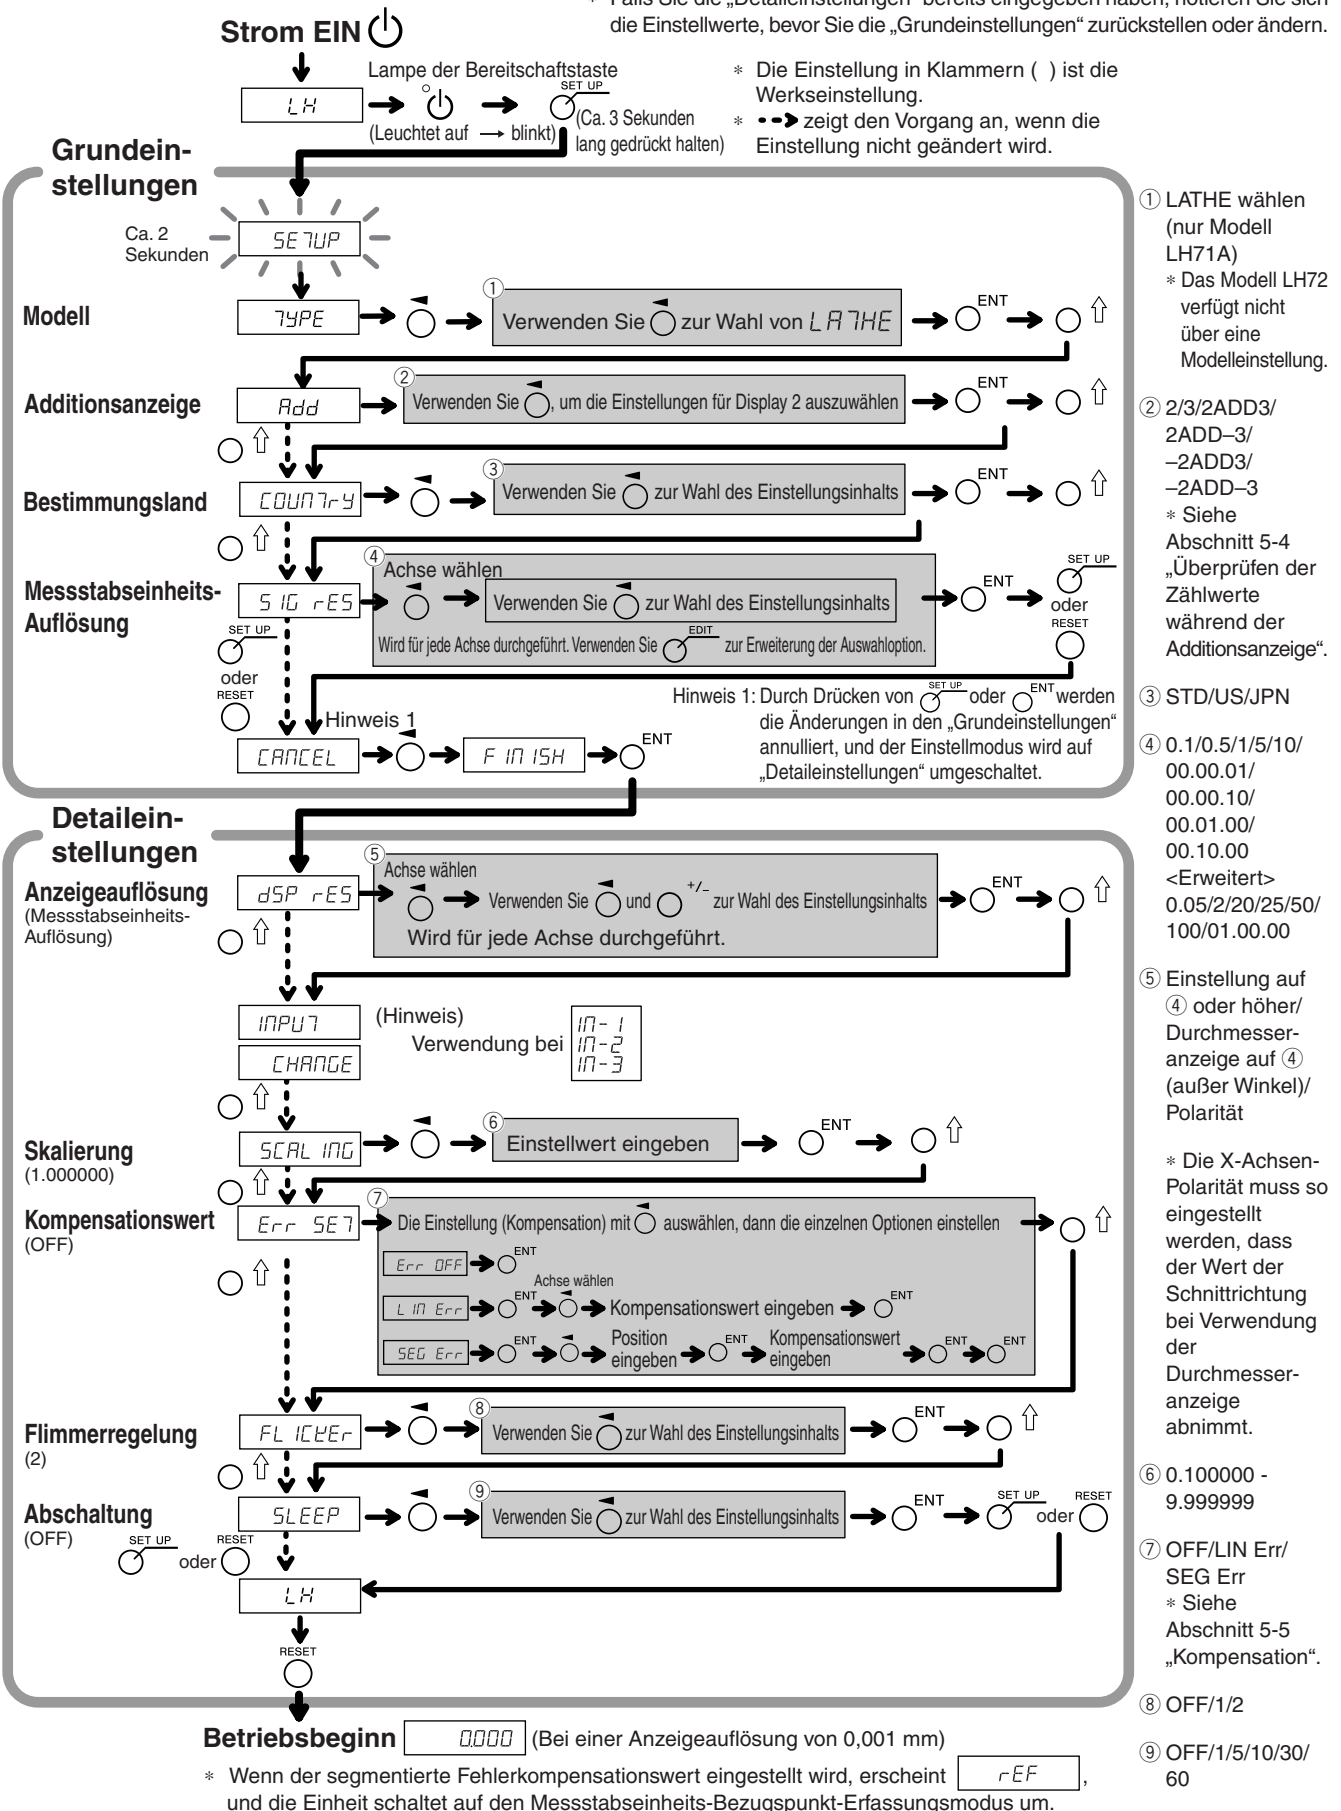 * Falls Sie die „Detaileinstellungen“ bereits eingegeben haben, notieren Sie sich
die Einstellwerte, bevor Sie die „Grundeinstellungen“ zurückstellen oder ändern.
Strom EIN
Lampe der Bereitschaftstaste
LH
SET UP
(Leuchtet auf → blinkt)
(Ca. 3 Sekunden
lang gedrückt halten)
* Die Einstellung in Klammern ( ) ist die
Werkseinstellung.
* zeigt den Vorgang an, wenn die
Einstellung nicht geändert wird.
Grundein-
stellungen
Ca. 2
Sekunden
SETUP
Modell
TYPE
①
Verwenden Sie zur Wahl von LATHE
ENT
Additionsanzeige
Add
②
Verwenden Sie , um die Einstellungen für Display 2 auszuwählen
ENT
Bestimmungsland
COUNTrY
③
Verwenden Sie zur Wahl des Einstellungsinhalts
ENT
Messstabseinheits-
Auflösung
SIG rES
④
Achse wählen
Verwenden Sie zur Wahl des Einstellungsinhalts
Wird für jede Achse durchgeführt. Verwenden Sie EDIT zur Erweiterung der Auswahloption.
ENT
SET UP
oder
RESET
SET UP
oder
RESET
Hinweis 1
CANCEL
FINISH
ENT
Hinweis 1: Durch Drücken von SET UP oder ENT werden
die Änderungen in den „Grundeinstellungen“
annulliert, und der Einstellmodus wird auf
„Detaileinstellungen“ umgeschaltet.
Detailein-
stellungen
Anzeigeauflösung
(Messstabseinheits-
Auflösung)
dSP rES
⑤
Achse wählen
Verwenden Sie und +/- zur Wahl des Einstellungsinhalts
Wird für jede Achse durchgeführt.
ENT
INPUT
CHANGE
(Hinweis)
Verwendung bei
IN-1
IN-2
IN-3
Skalierung
(1.000000)
SCALING
⑥
Einstellwert eingeben
ENT
Kompensationswert
(OFF)
Err SET
⑦
Die Einstellung (Kompensation) mit auswählen, dann die einzelnen Optionen einstellen
Err OFF
ENT
Achse wählen
LIN Err
ENT
Kompensationswert eingeben
ENT
SEG Err
ENT
Position
eingeben
ENT
Kompensationswert
eingeben
ENT
ENT
Flimmerregelung
(2)
FLICKEr
⑧
Verwenden Sie zur Wahl des Einstellungsinhalts
ENT
Abschaltung
(OFF)
SLEEP
⑨
Verwenden Sie zur Wahl des Einstellungsinhalts
ENT
SET UP
oder
RESET
SET UP
oder
RESET
LH
RESET
Betriebsbeginn 0.000 (Bei einer Anzeigeauflösung von 0,001 mm)
* Wenn der segmentierte Fehlerkompensationswert eingestellt wird, erscheint rEF ,
und die Einheit schaltet auf den Messstabseinheits-Bezugspunkt-Erfassungsmodus um.
① LATHE wählen
(nur Modell
LH71A)
* Das Modell LH72
verfügt nicht
über eine
Modelleinstellung.
② 2/3/2ADD3/
2ADD–3/
–2ADD3/
–2ADD–3
* Siehe
Abschnitt 5-4
„Überprüfen der
Zählwerte
während der
Additionsanzeige“.
③ STD/US/JPN
④ 0.1/0.5/1/5/10/
00.00.01/
00.00.10/
00.01.00/
00.10.00
<Erweitert>
0.05/2/20/25/50/
100/01.00.00
⑤ Einstellung auf
④ oder höher/
Durchmesser-
anzeige auf ④
(außer Winkel)/
Polarität
* Die X-Achsen-
Polarität muss so
eingestellt
werden, dass
der Wert der
Schnittrichtung
bei Verwendung
der
Durchmesser-
anzeige
abnimmt.
⑥ 0.100000 -
9.999999
⑦ OFF/LIN Err/
SEG Err
* Siehe
Abschnitt 5-5
„Kompensation“.
⑧ OFF/1/2
⑨ OFF/1/5/10/30/
60